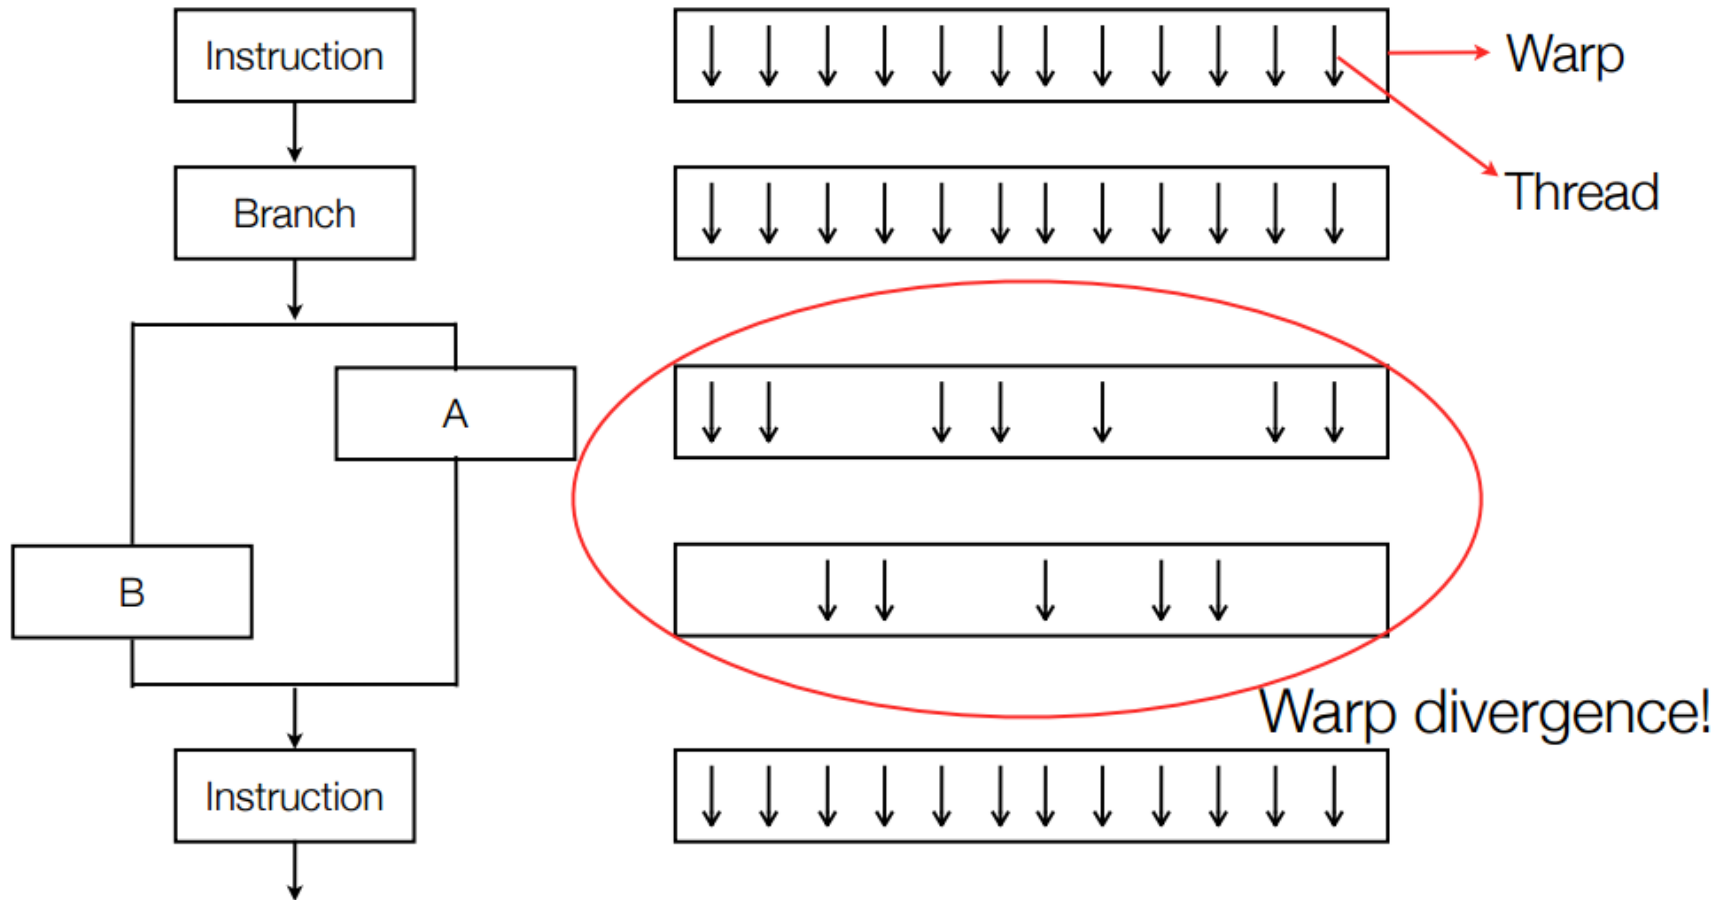 Instruction
Warp
Thread
Branch
A
B
Warp divergence!
Instruction